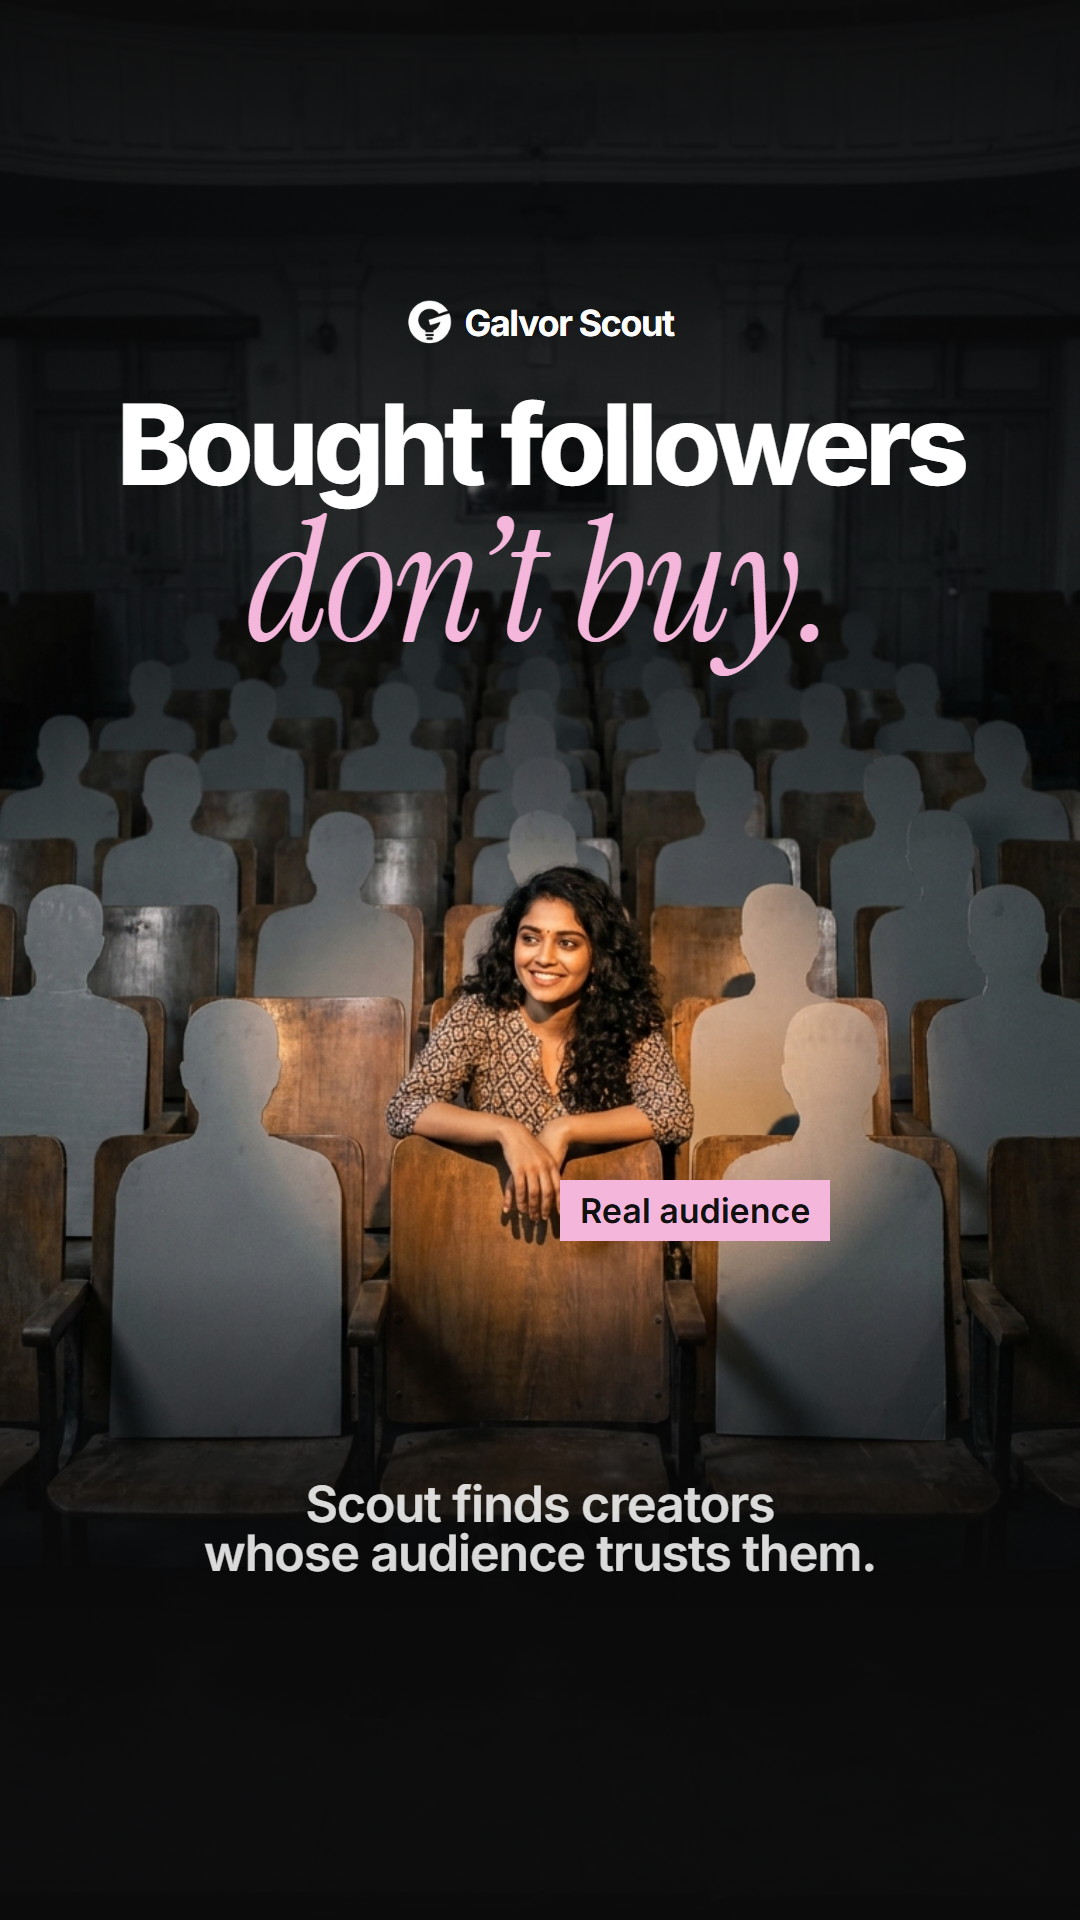 Galvor Scout
Bought followers
don’t buy.
Real audience
Scout finds creators
whose audience trusts them.